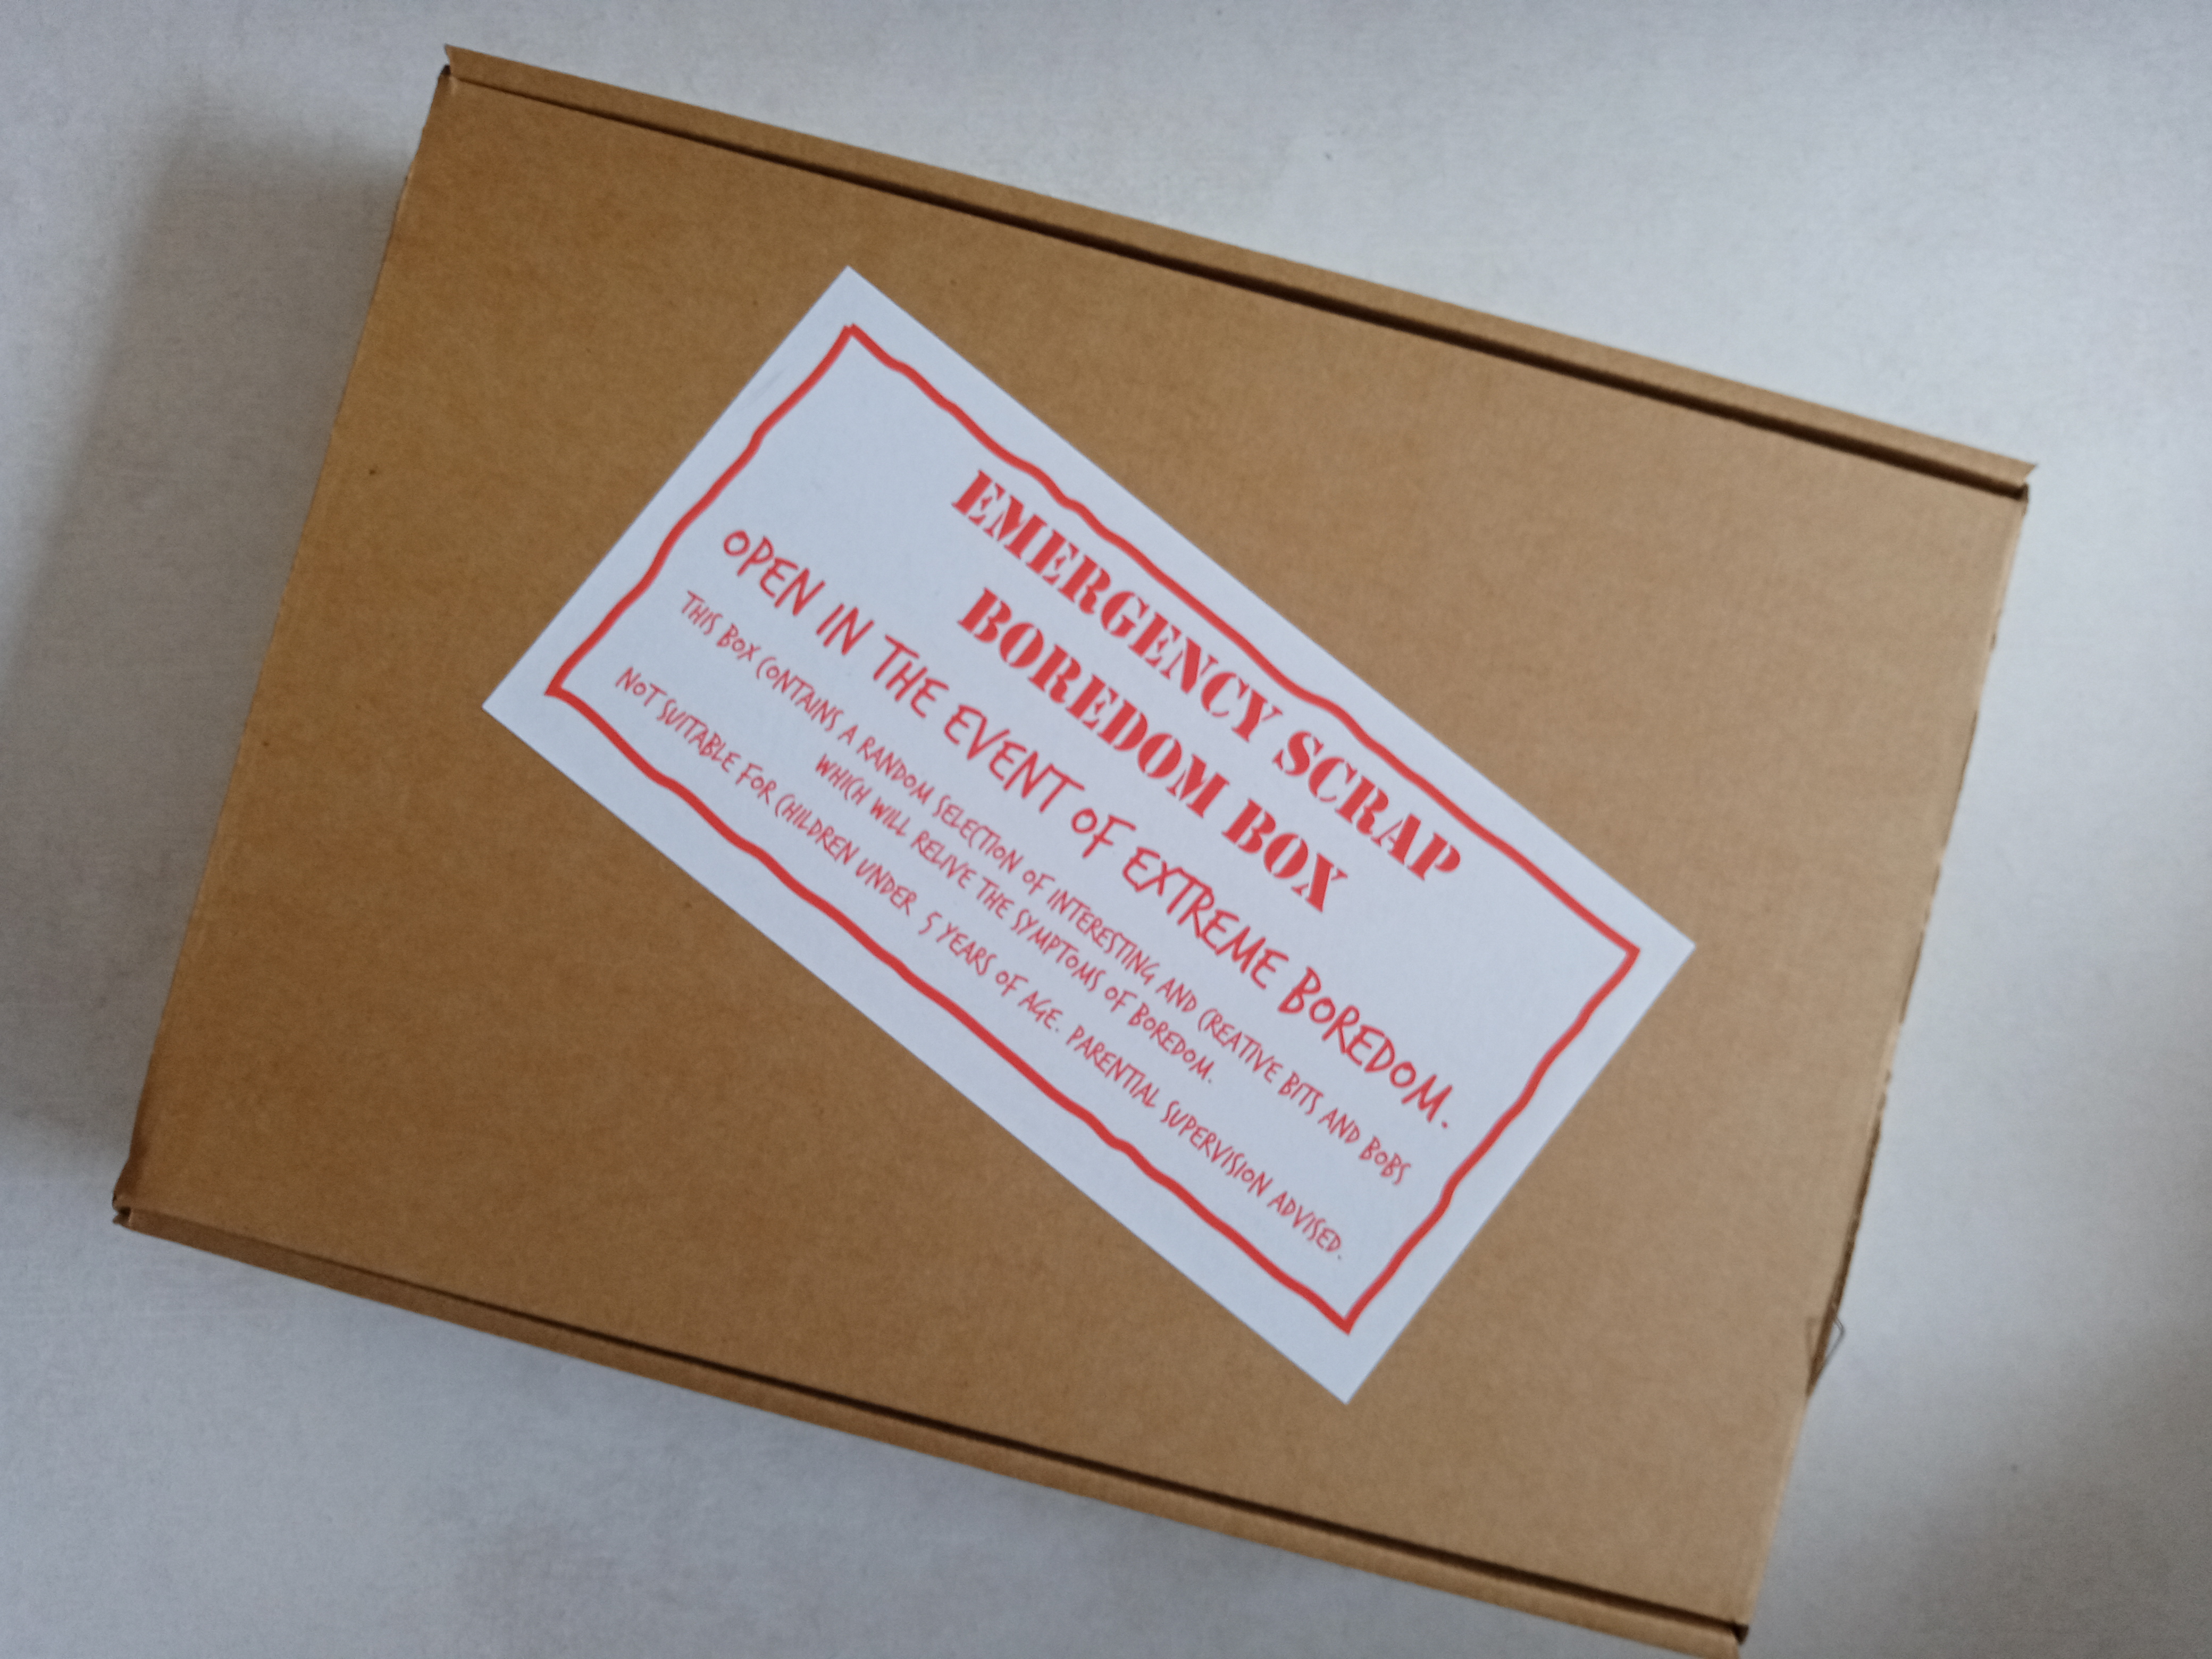 EMERGENCY SCRAP
BOREDOM BOX
OPEN IN THE EVENT OF EXTREME BOREDOM.
THIS BOX CONTAINS A RANDOM SELECTION OF INTERESTING AND CREATIVE BITS AND BOBS
WHICH WILL RELIVE THE SYMPTOMS OF BOREDOM.
NOT SUITABLE FOR CHILDREN UNDER 5 YEARS OF AGE. PARENTIAL SUPERVISION ADVISED.